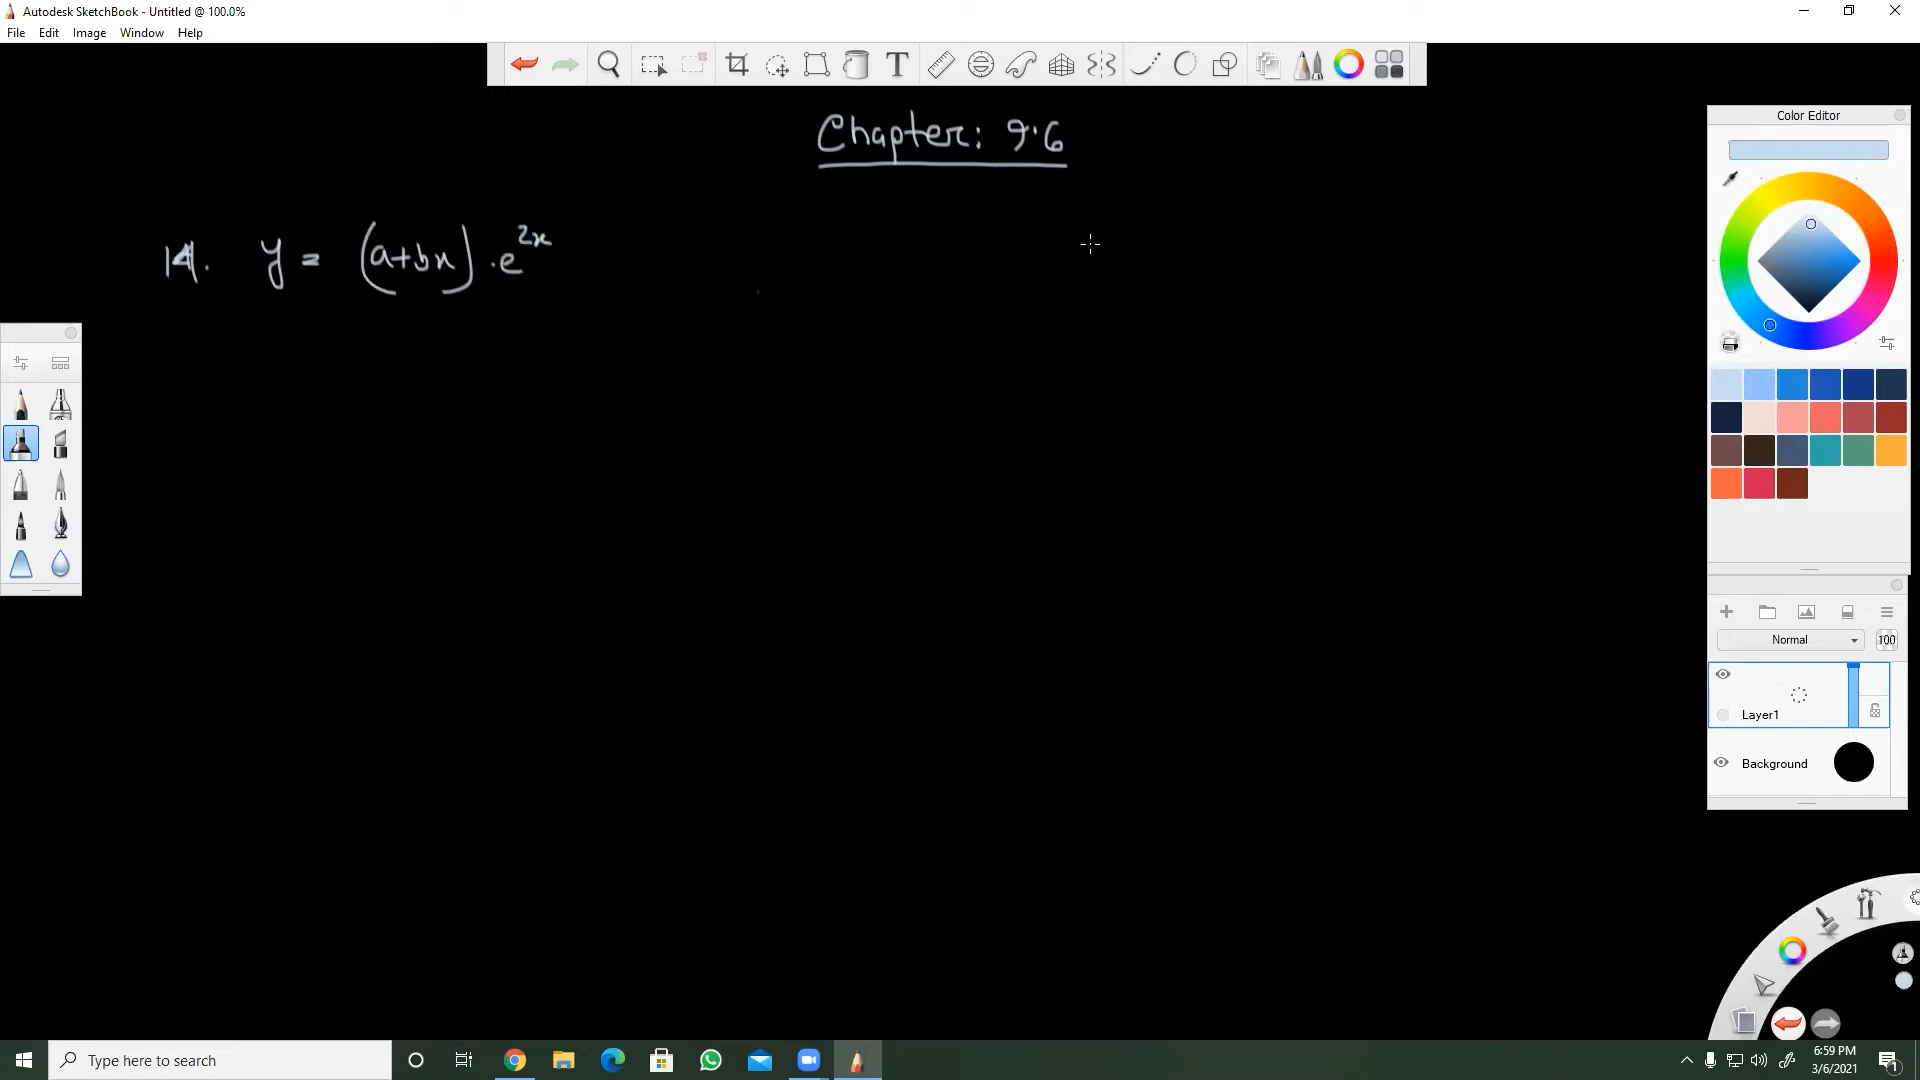 Autodesk SketchBook - Untitled @ 100.0%
File Edit Image Window Help
T
Chapter: 9.6
14. y = (a+bx) .e^2x
Color Editor
Normal 100
Layer1
Background
Type here to search
6:59 PM
3/6/2021
1